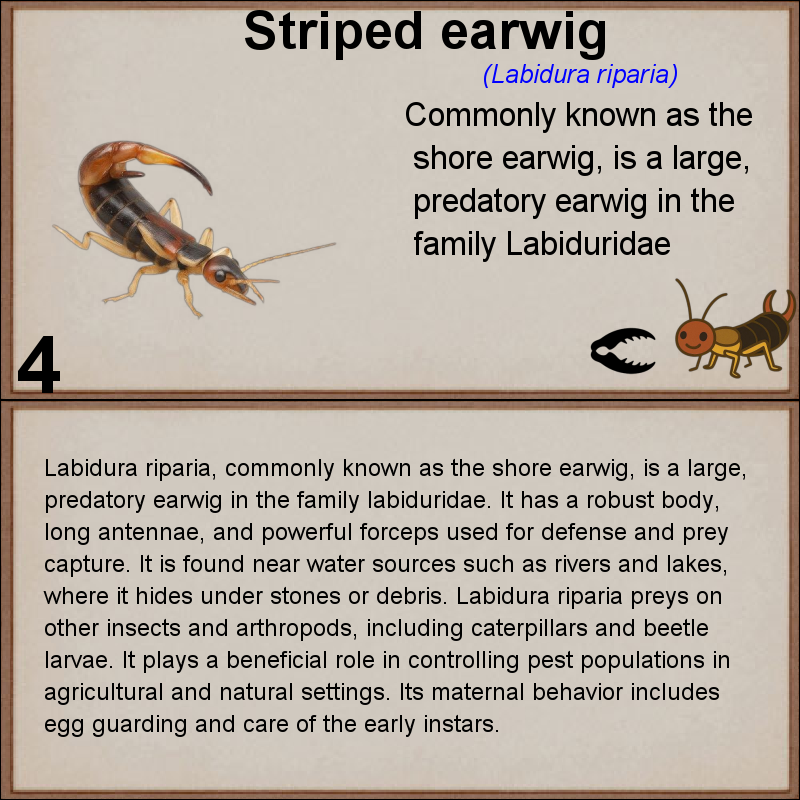 Striped earwig
(Labidura riparia)
Commonly known as the
shore earwig, is a large,
predatory earwig in the
family Labiduridae
4
Labidura riparia, commonly known as the shore earwig, is a large,
predatory earwig in the family labiduridae. It has a robust body,
long antennae, and powerful forceps used for defense and prey
capture. It is found near water sources such as rivers and lakes,
where it hides under stones or debris. Labidura riparia preys on
other insects and arthropods, including caterpillars and beetle
larvae. It plays a beneficial role in controlling pest populations in
agricultural and natural settings. Its maternal behavior includes
egg guarding and care of the early instars.